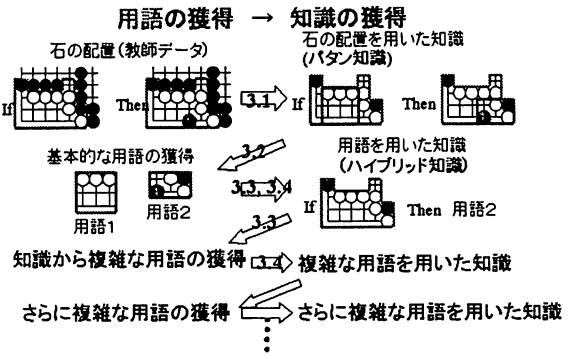 用語の獲得 → 知識の獲得
石の配置(教師データ)
石の配置を用いた知識
(パタン知識)
If
Then
3.1
If
Then
3.2
基本的な用語の獲得
用語を用いた知識
(ハイブリッド知識)
3.3, 3.4
用語1
用語2
If
Then 用語2
3.3
知識から複雑な用語の獲得
3.4
複雑な用語を用いた知識
さらに複雑な用語の獲得
さらに複雑な用語を用いた知識